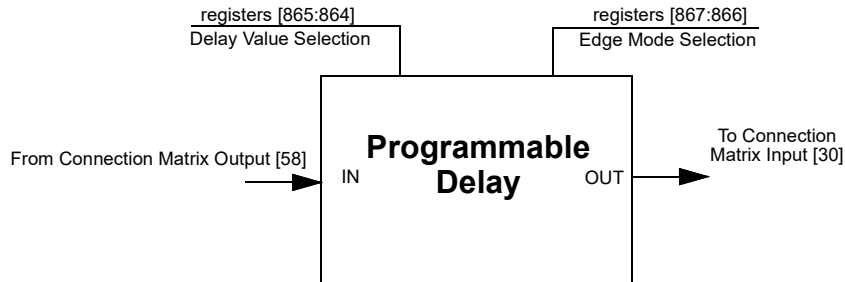 registers [865:864]
Delay Value Selection
registers [867:866]
Edge Mode Selection
From Connection Matrix Output [58]
IN
Programmable
Delay
OUT
To Connection
Matrix Input [30]